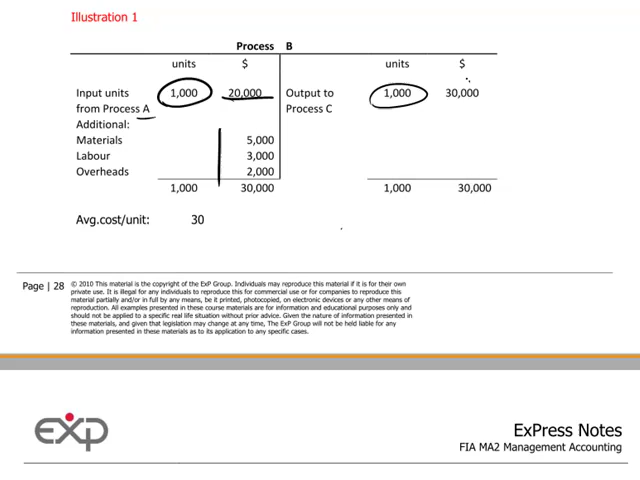 Illustration 1
Process B
units $ units $
Input units 1,000 20,000 Output to 1,000 30,000
from Process A Process C
Additional:
Materials 5,000
Labour 3,000
Overheads 2,000
1,000 30,000 1,000 30,000
Avg.cost/unit: 30
Page | 28
© 2010 This material is the copyright of the ExP Group. Individuals may reproduce this material if it is for their own
private use. It is illegal for any individuals to reproduce this for commercial use or for companies to reproduce this
material partially and/or in full by any means, be it printed, photocopied, on electronic devices or any other means of
reproduction. All examples presented in these course materials are for information and educational purposes only and
should not be applied to a specific real life situation without prior advice. Given the nature of information presented in
these materials, and given that legislation may change at any time, The ExP Group will not be held liable for any
information presented in these materials as to its application to any specific cases.
exp
ExPress Notes
FIA MA2 Management Accounting